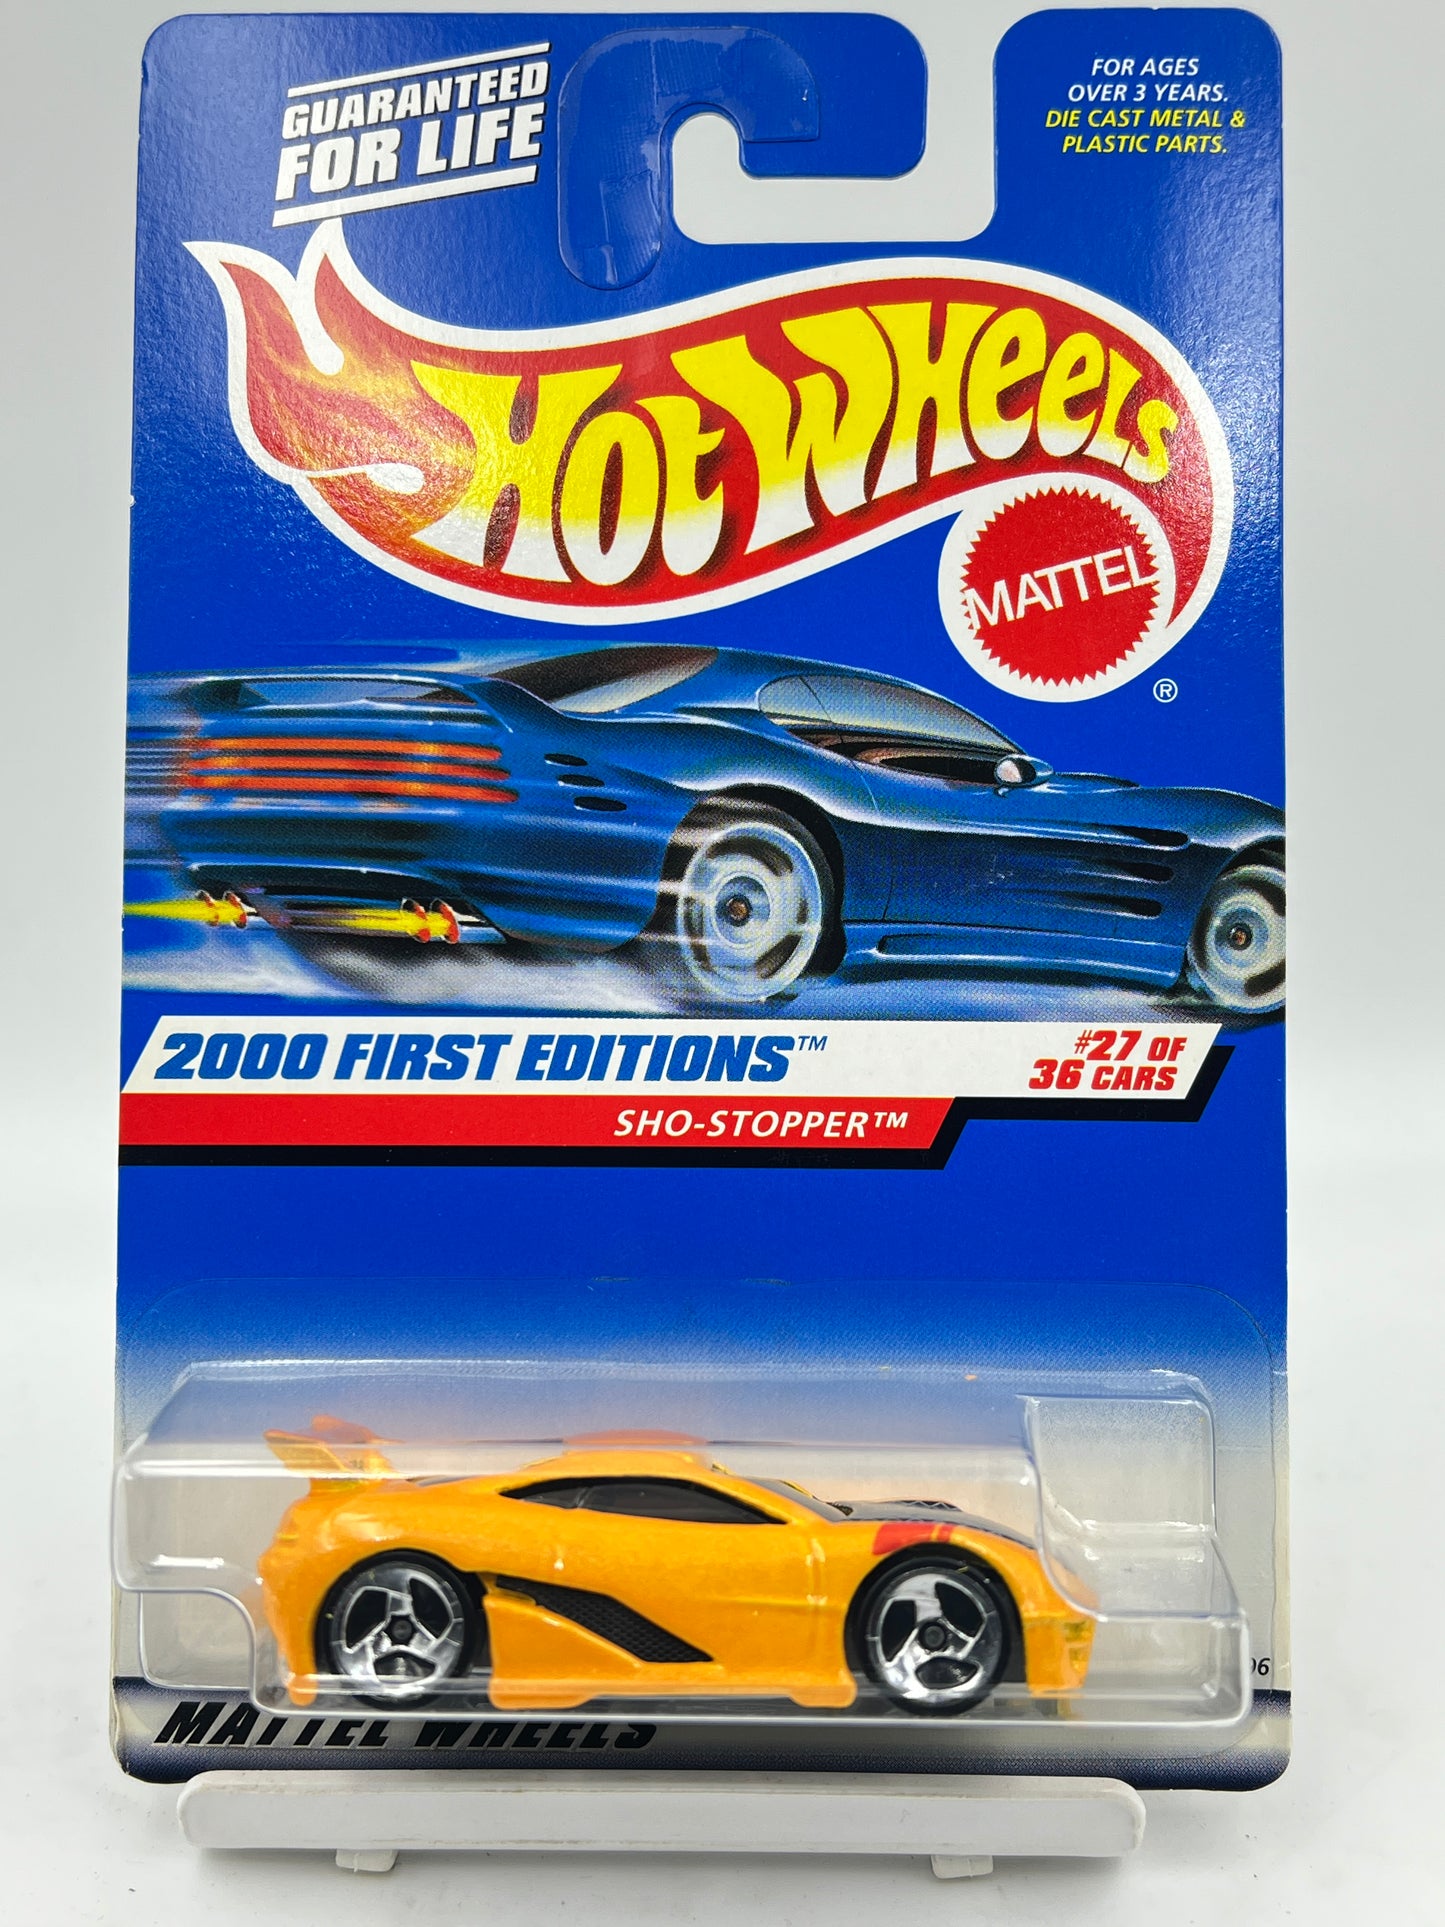 GUARANTEED
FOR LIFE
FOR AGES
OVER 3 YEARS.
DIE CAST METAL &
PLASTIC PARTS.
Hot Wheels
MATTEL
®
2000 FIRST EDITIONS™
#27 OF
36 CARS
SHO-STOPPER™
MATTEL WHEELS